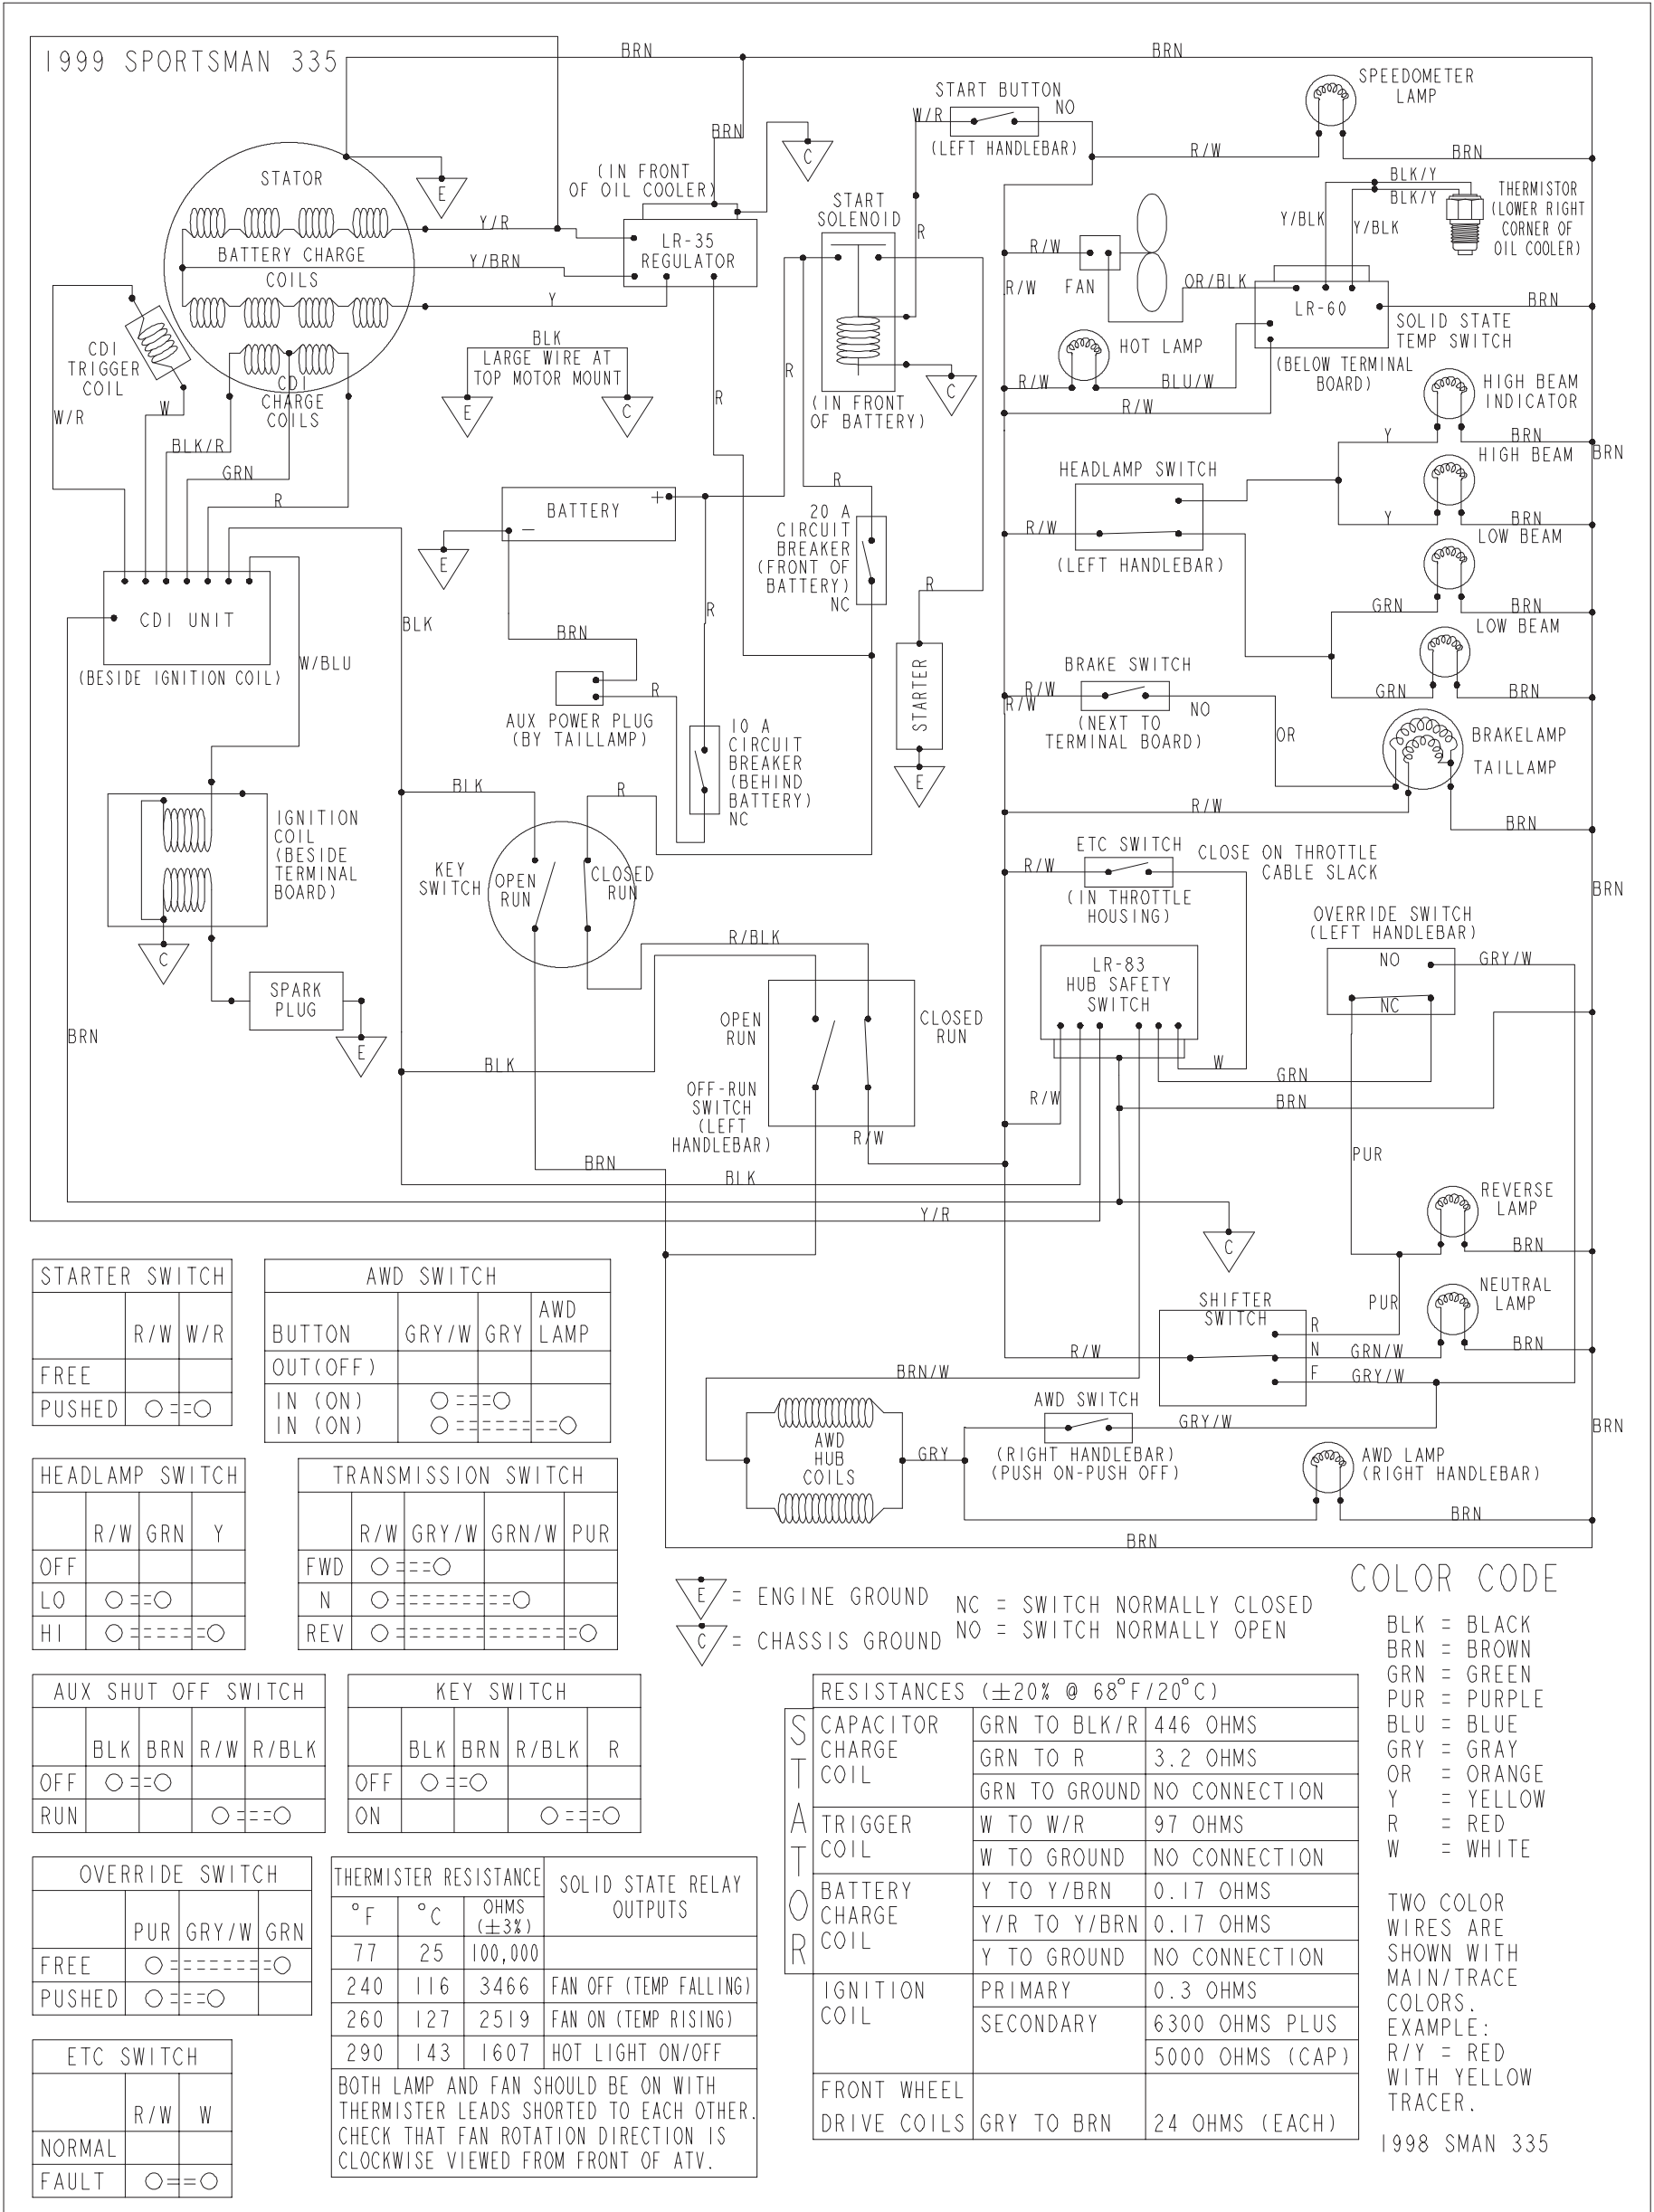 1999 SPORTSMAN 335
BRN
BRN
SPEEDOMETER
LAMP
START BUTTON
NO
W/R
(LEFT HANDLEBAR)
R/W
BRN
BRN
C
STATOR
E
(IN FRONT
OF OIL COOLER)
BLK/Y
BLK/Y
THERMISTOR
(LOWER RIGHT
CORNER OF
OIL COOLER)
START
SOLENOID
Y/R
LR-35
REGULATOR
R
R/W
Y/BLK
Y/BLK
BATTERY CHARGE
COILS
Y/BRN
Y
R/W
FAN
OR/BLK
LR-60
BRN
SOLID STATE
TEMP SWITCH
(BELOW TERMINAL
BOARD)
CDI
TRIGGER
COIL
BLK
LARGE WIRE AT
TOP MOTOR MOUNT
E
C
HOT LAMP
R/W
BLU/W
R/W
R
R
C
(IN FRONT
OF BATTERY)
CDI
CHARGE
COILS
W/R
W
BLK/R
GRN
R
HIGH BEAM
INDICATOR
Y
BRN
BRN
HIGH BEAM
HEADLAMP SWITCH
R/W
(LEFT HANDLEBAR)
Y
BRN
LOW BEAM
BATTERY
+
−
E
R
20 A
CIRCUIT
BREAKER
(FRONT OF
BATTERY)
NC
R
R
GRN
BRN
LOW BEAM
CDI UNIT
(BESIDE IGNITION COIL)
BLK
W/BLU
BRN
AUX POWER PLUG
(BY TAILLAMP)
R
STARTER
E
BRAKE SWITCH
R/W
R/W
NO
(NEXT TO
TERMINAL BOARD)
GRN
BRN
OR
BRAKELAMP
TAILLAMP
10 A
CIRCUIT
BREAKER
(BEHIND
BATTERY)
NC
BLK
R
R/W
BRN
IGNITION
COIL
(BESIDE
TERMINAL
BOARD)
C
KEY
SWITCH
OPEN
RUN
CLOSED
RUN
ETC SWITCH
R/W
CLOSE ON THROTTLE
CABLE SLACK
(IN THROTTLE
HOUSING)
BRN
OVERRIDE SWITCH
(LEFT HANDLEBAR)
NO
NC
GRY/W
R/BLK
LR-83
HUB SAFETY
SWITCH
SPARK
PLUG
E
BRN
OPEN
RUN
CLOSED
RUN
BLK
OFF-RUN
SWITCH
(LEFT
HANDLEBAR)
R/W
R/W
W
GRN
BRN
PUR
BRN
BLK
Y/R
C
REVERSE
LAMP
BRN
SHIFTER
SWITCH
PUR
R
N
F
R/W
GRN/W
GRY/W
NEUTRAL
LAMP
BRN
BRN/W
AWD
HUB
COILS
GRY
AWD SWITCH
GRY/W
(RIGHT HANDLEBAR)
(PUSH ON-PUSH OFF)
AWD LAMP
(RIGHT HANDLEBAR)
BRN
BRN
BRN
STARTER SWITCH
R/W W/R
FREE
PUSHED
AWD SWITCH
BUTTON GRY/W GRY AWD LAMP
OUT(OFF)
IN (ON)
IN (ON)
HEADLAMP SWITCH
R/W GRN Y
OFF
LO
HI
TRANSMISSION SWITCH
R/W GRY/W GRN/W PUR
FWD
N
REV
E = ENGINE GROUND
C = CHASSIS GROUND
NC = SWITCH NORMALLY CLOSED
NO = SWITCH NORMALLY OPEN
COLOR CODE
BLK = BLACK
BRN = BROWN
GRN = GREEN
PUR = PURPLE
BLU = BLUE
GRY = GRAY
OR = ORANGE
Y = YELLOW
R = RED
W = WHITE
TWO COLOR
WIRES ARE
SHOWN WITH
MAIN/TRACE
COLORS.
EXAMPLE:
R/Y = RED
WITH YELLOW
TRACER.
1998 SMAN 335
AUX SHUT OFF SWITCH
BLK BRN R/W R/BLK
OFF
RUN
KEY SWITCH
BLK BRN R/BLK R
OFF
ON
OVERRIDE SWITCH
PUR GRY/W GRN
FREE
PUSHED
ETC SWITCH
R/W W
NORMAL
FAULT
THERMISTER RESISTANCE SOLID STATE RELAY OUTPUTS
°F °C OHMS (±3%)
77 25 100,000
240 116 3466 FAN OFF (TEMP FALLING)
260 127 2519 FAN ON (TEMP RISING)
290 143 1607 HOT LIGHT ON/OFF
BOTH LAMP AND FAN SHOULD BE ON WITH
THERMISTER LEADS SHORTED TO EACH OTHER.
CHECK THAT FAN ROTATION DIRECTION IS
CLOCKWISE VIEWED FROM FRONT OF ATV.
RESISTANCES (±20% @ 68°F/20°C)
STATOR
CAPACITOR CHARGE COIL
GRN TO BLK/R 446 OHMS
GRN TO R 3.2 OHMS
GRN TO GROUND NO CONNECTION
TRIGGER COIL
W TO W/R 97 OHMS
W TO GROUND NO CONNECTION
BATTERY CHARGE COIL
Y TO Y/BRN 0.17 OHMS
Y/R TO Y/BRN 0.17 OHMS
Y TO GROUND NO CONNECTION
IGNITION COIL
PRIMARY 0.3 OHMS
SECONDARY 6300 OHMS PLUS
5000 OHMS (CAP)
FRONT WHEEL
DRIVE COILS GRY TO BRN 24 OHMS (EACH)